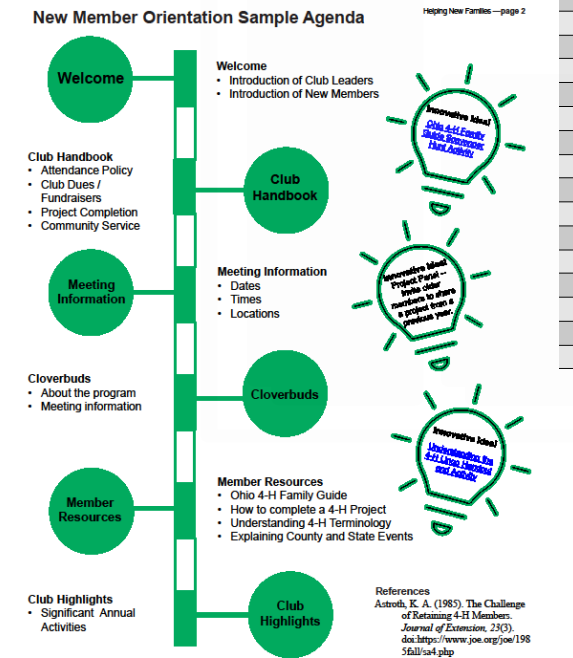 New Member Orientation Sample Agenda
Helping New Families—page 2
Welcome
Welcome
• Introduction of Club Leaders
• Introduction of New Members
Innovative Idea!
Ohio 4-H Family
Guide Scavenger
Hunt Activity
Club Handbook
• Attendance Policy
• Club Dues /
Fundraisers
• Project Completion
• Community Service
Club
Handbook
Meeting
Information
Meeting Information
• Dates
• Times
• Locations
Innovative Idea!
Project Panel --
Invite older
members to share
a project from a
previous year.
Cloverbuds
• About the program
• Meeting information
Cloverbuds
Innovative Idea!
Understanding the
4-H Lingo Handout
and Activity
Member
Resources
Member Resources
• Ohio 4-H Family Guide
• How to complete a 4-H Project
• Understanding 4-H Terminology
• Explaining County and State Events
Club Highlights
• Significant Annual
Activities
Club
Highlights
References
Astroth, K. A. (1985). The Challenge
of Retaining 4-H Members.
Journal of Extension, 23(3).
doi:https://www.joe.org/joe/198
5fall/sa4.php